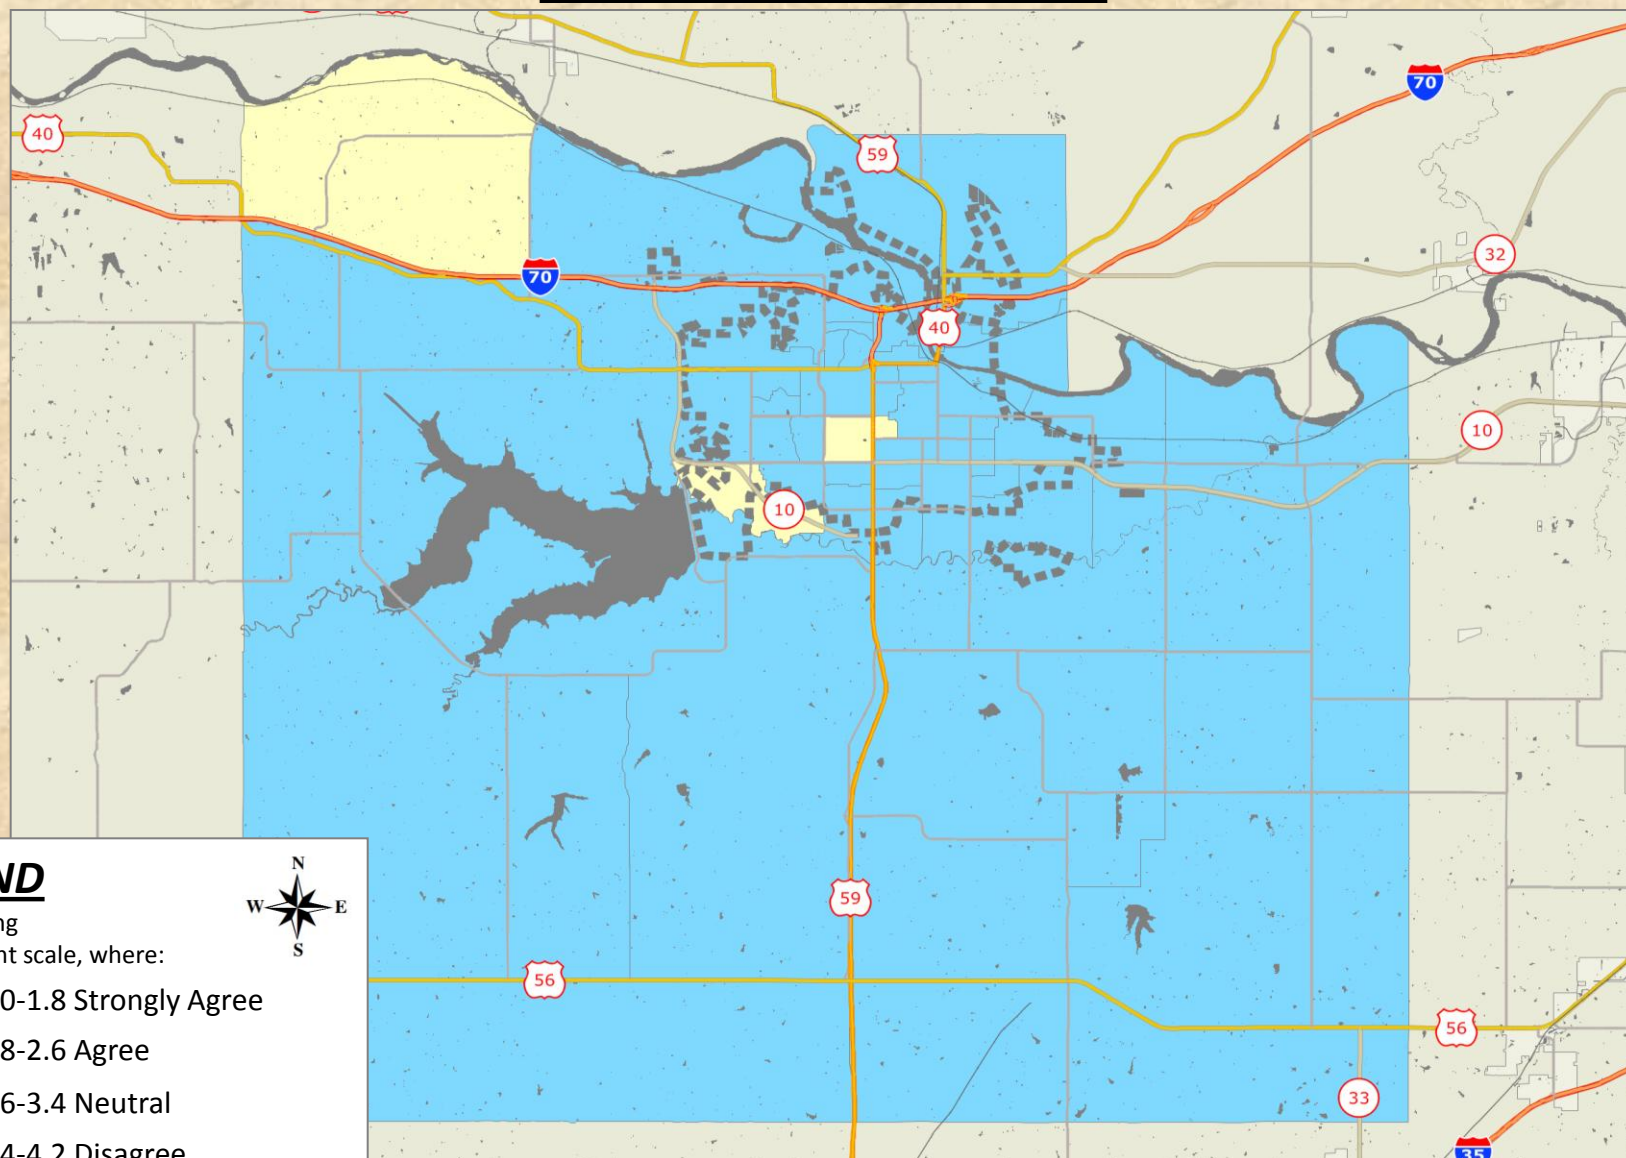 70
59
40
32
70
40
10
10
59
56
56
33
35
ND
N
W E
S
ng
nt scale, where:
0-1.8 Strongly Agree
8-2.6 Agree
6-3.4 Neutral
4-4.2 Disagree